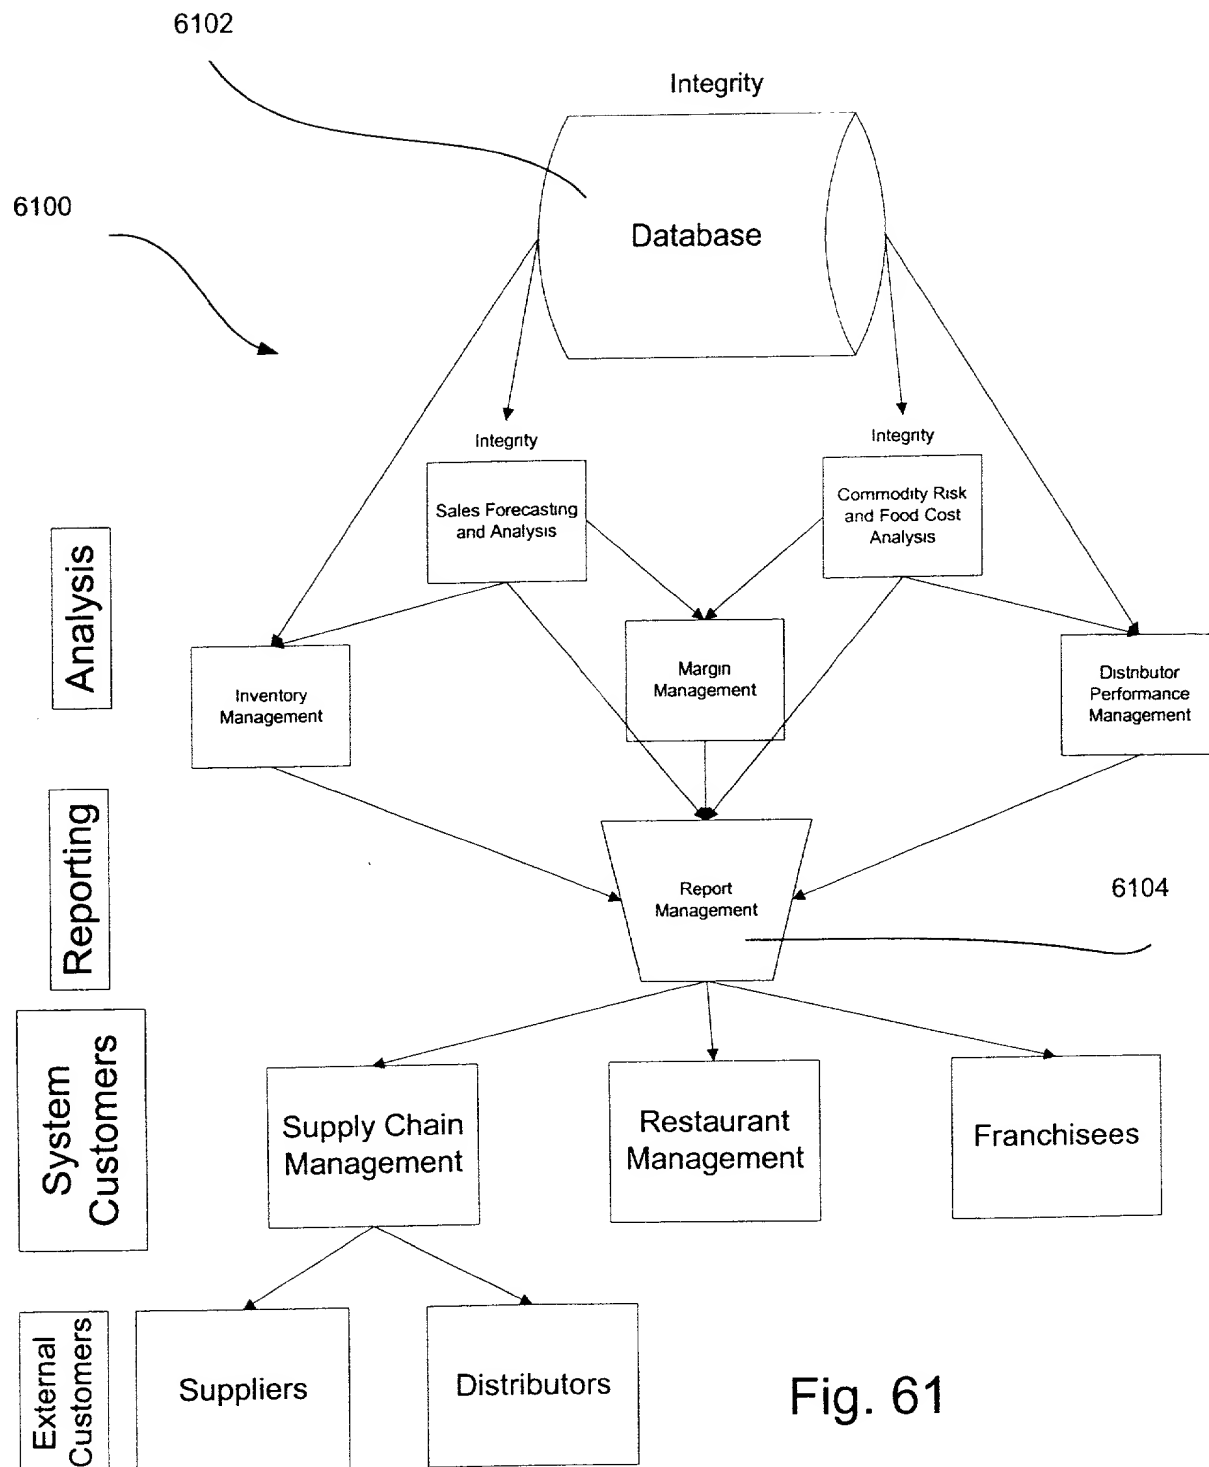 6102
Integrity
6100
Database
Integrity
Integrity
Sales Forecasting
and Analysis
Commodity Risk
and Food Cost
Analysis
Analysis
Inventory
Management
Margin
Management
Distributor
Performance
Management
Reporting
Report
Management
6104
System
Customers
Supply Chain
Management
Restaurant
Management
Franchisees
External
Customers
Suppliers
Distributors
Fig. 61